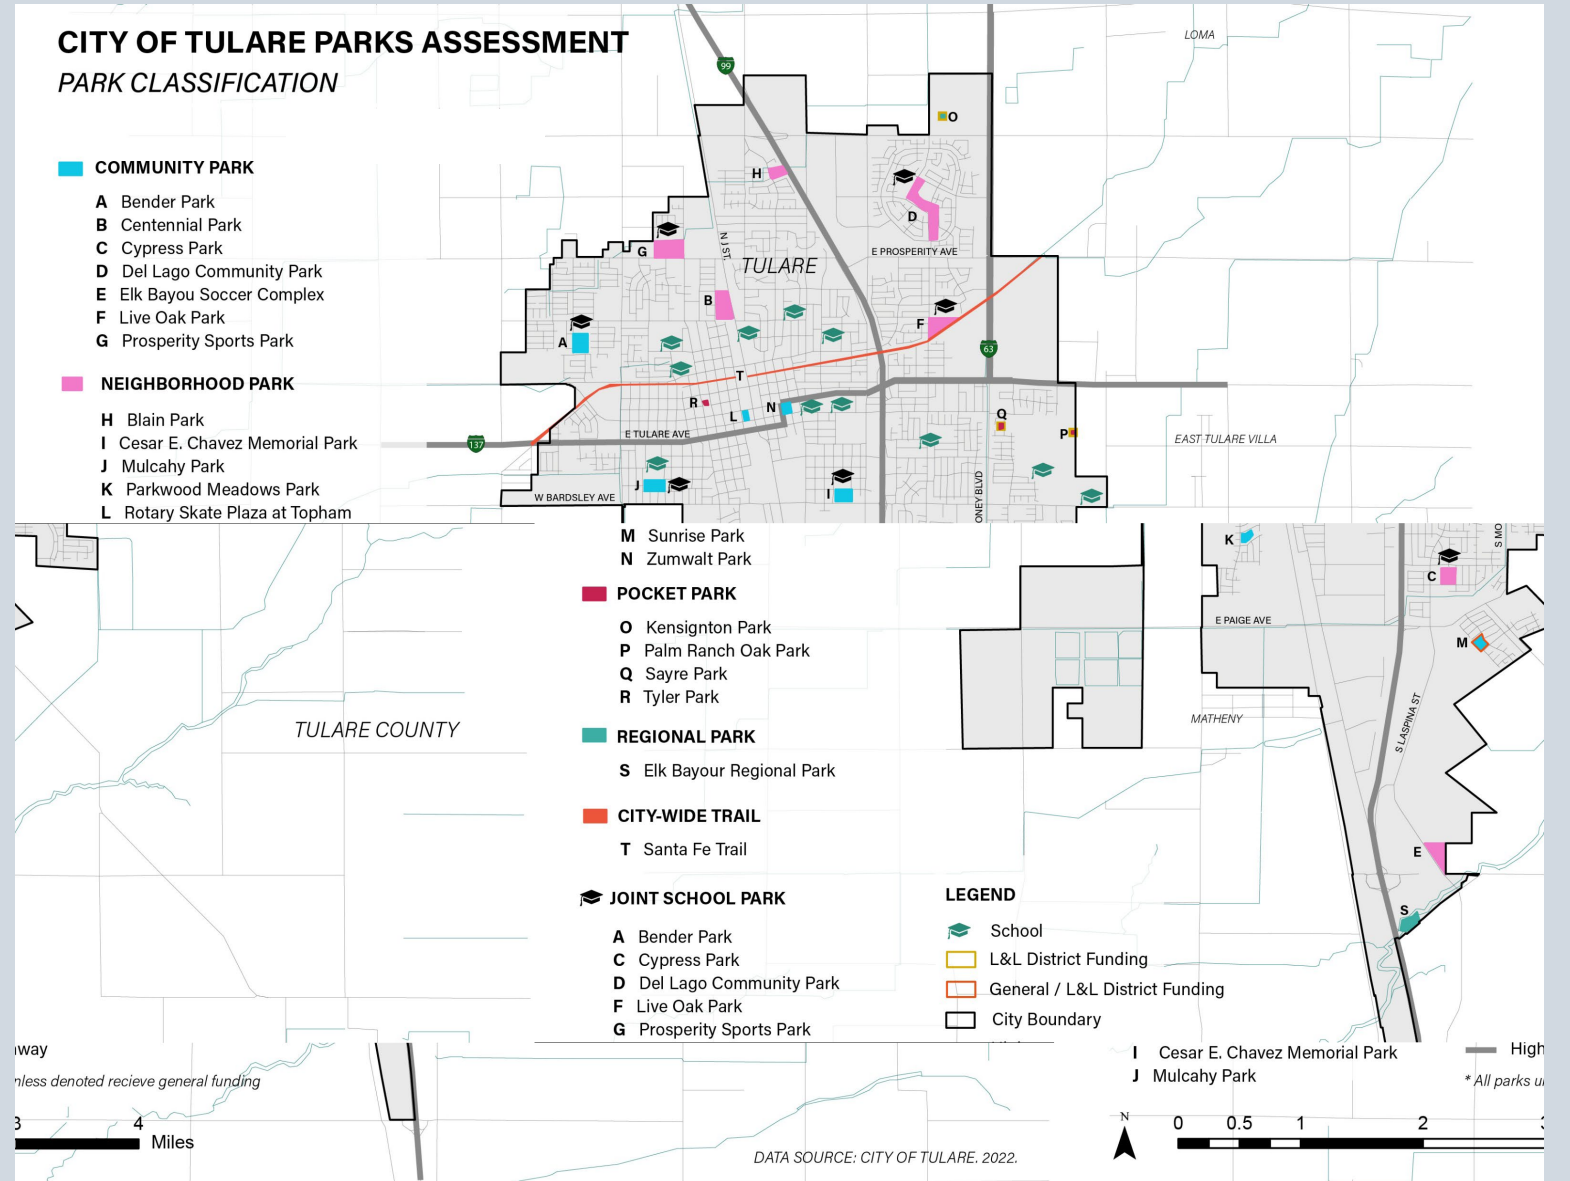 CITY OF TULARE PARKS ASSESSMENT
PARK CLASSIFICATION
COMMUNITY PARK
A Bender Park
B Centennial Park
C Cypress Park
D Del Lago Community Park
E Elk Bayou Soccer Complex
F Live Oak Park
G Prosperity Sports Park
NEIGHBORHOOD PARK
H Blain Park
I Cesar E. Chavez Memorial Park
J Mulcahy Park
K Parkwood Meadows Park
L Rotary Skate Plaza at Topham
99
LOMA
O
H
D
G
N J ST.
TULARE
E PROSPERITY AVE
B
F
A
63
T
R
L
N
Q
P
137
E TULARE AVE
EAST TULARE VILLA
J
I
W BARDSLEY AVE
ONEY BLVD
TULARE COUNTY
M Sunrise Park
N Zumwalt Park
POCKET PARK
O Kensignton Park
P Palm Ranch Oak Park
Q Sayre Park
R Tyler Park
REGIONAL PARK
S Elk Bayour Regional Park
CITY-WIDE TRAIL
T Santa Fe Trail
JOINT SCHOOL PARK
A Bender Park
C Cypress Park
D Del Lago Community Park
F Live Oak Park
G Prosperity Sports Park
LEGEND
School
L&L District Funding
General / L&L District Funding
City Boundary
K
S MO
C
E PAIGE AVE
M
MATHENY
S LASPINA ST
E
S
way
nless denoted recieve general funding
3 4
Miles
DATA SOURCE: CITY OF TULARE. 2022.
I Cesar E. Chavez Memorial Park
J Mulcahy Park
High
* All parks u
N
0 0.5 1 2